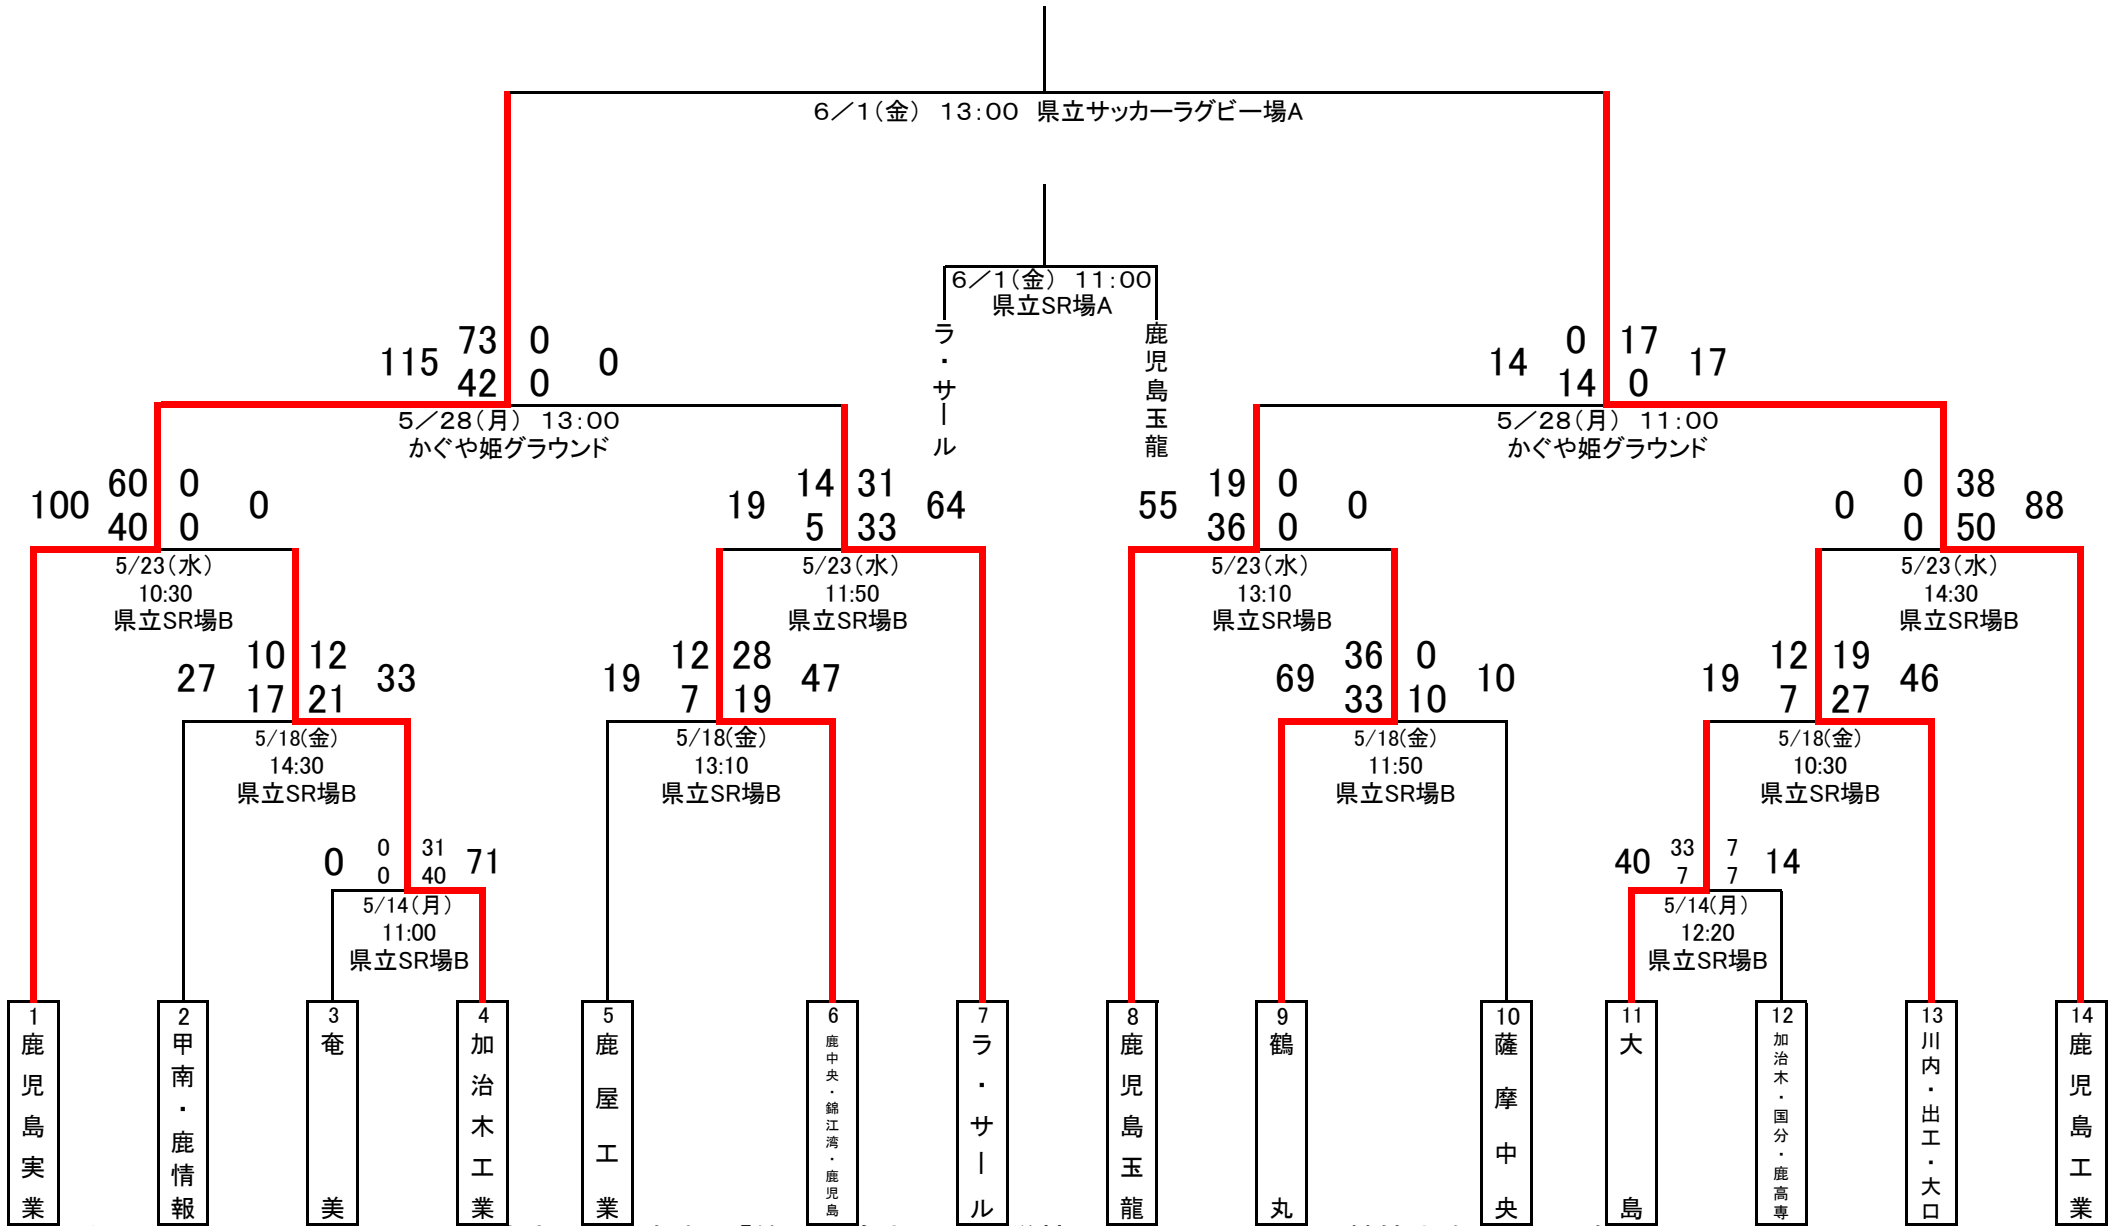 6／1(金) 13:00 県立サッカーラグビー場A
6／1(金) 11:00
県立SR場A
ラ・サール
鹿児島玉龍
115 73 0 0
42 0
5／28(月) 13:00
かぐや姫グラウンド
14 0 17 17
14 0
5／28(月) 11:00
かぐや姫グラウンド
100 60 0 0
40 0
5/23(水)
10:30
県立SR場B
19 14 31 64
5 33
5/23(水)
11:50
県立SR場B
55 19 0 0
36 0
5/23(水)
13:10
県立SR場B
0 0 38 88
0 50
5/23(水)
14:30
県立SR場B
27 10 12 33
17 21
5/18(金)
14:30
県立SR場B
19 12 28 47
7 19
5/18(金)
13:10
県立SR場B
69 36 0 10
33 10
5/18(金)
11:50
県立SR場B
19 12 19 46
7 27
5/18(金)
10:30
県立SR場B
0 0 31 71
0 40
5/14(月)
11:00
県立SR場B
40 33 7 14
7 7
5/14(月)
12:20
県立SR場B
1 鹿児島実業
2 甲南・鹿情報
3 奄美
4 加治木工業
5 鹿屋工業
6 鹿中央・錦江湾・鹿児島
7 ラ・サール
8 鹿児島玉龍
9 鶴丸
10 薩摩中央
11 大島
12 加治木・国分・鹿高専
13 川内・出工・大口
14 鹿児島工業